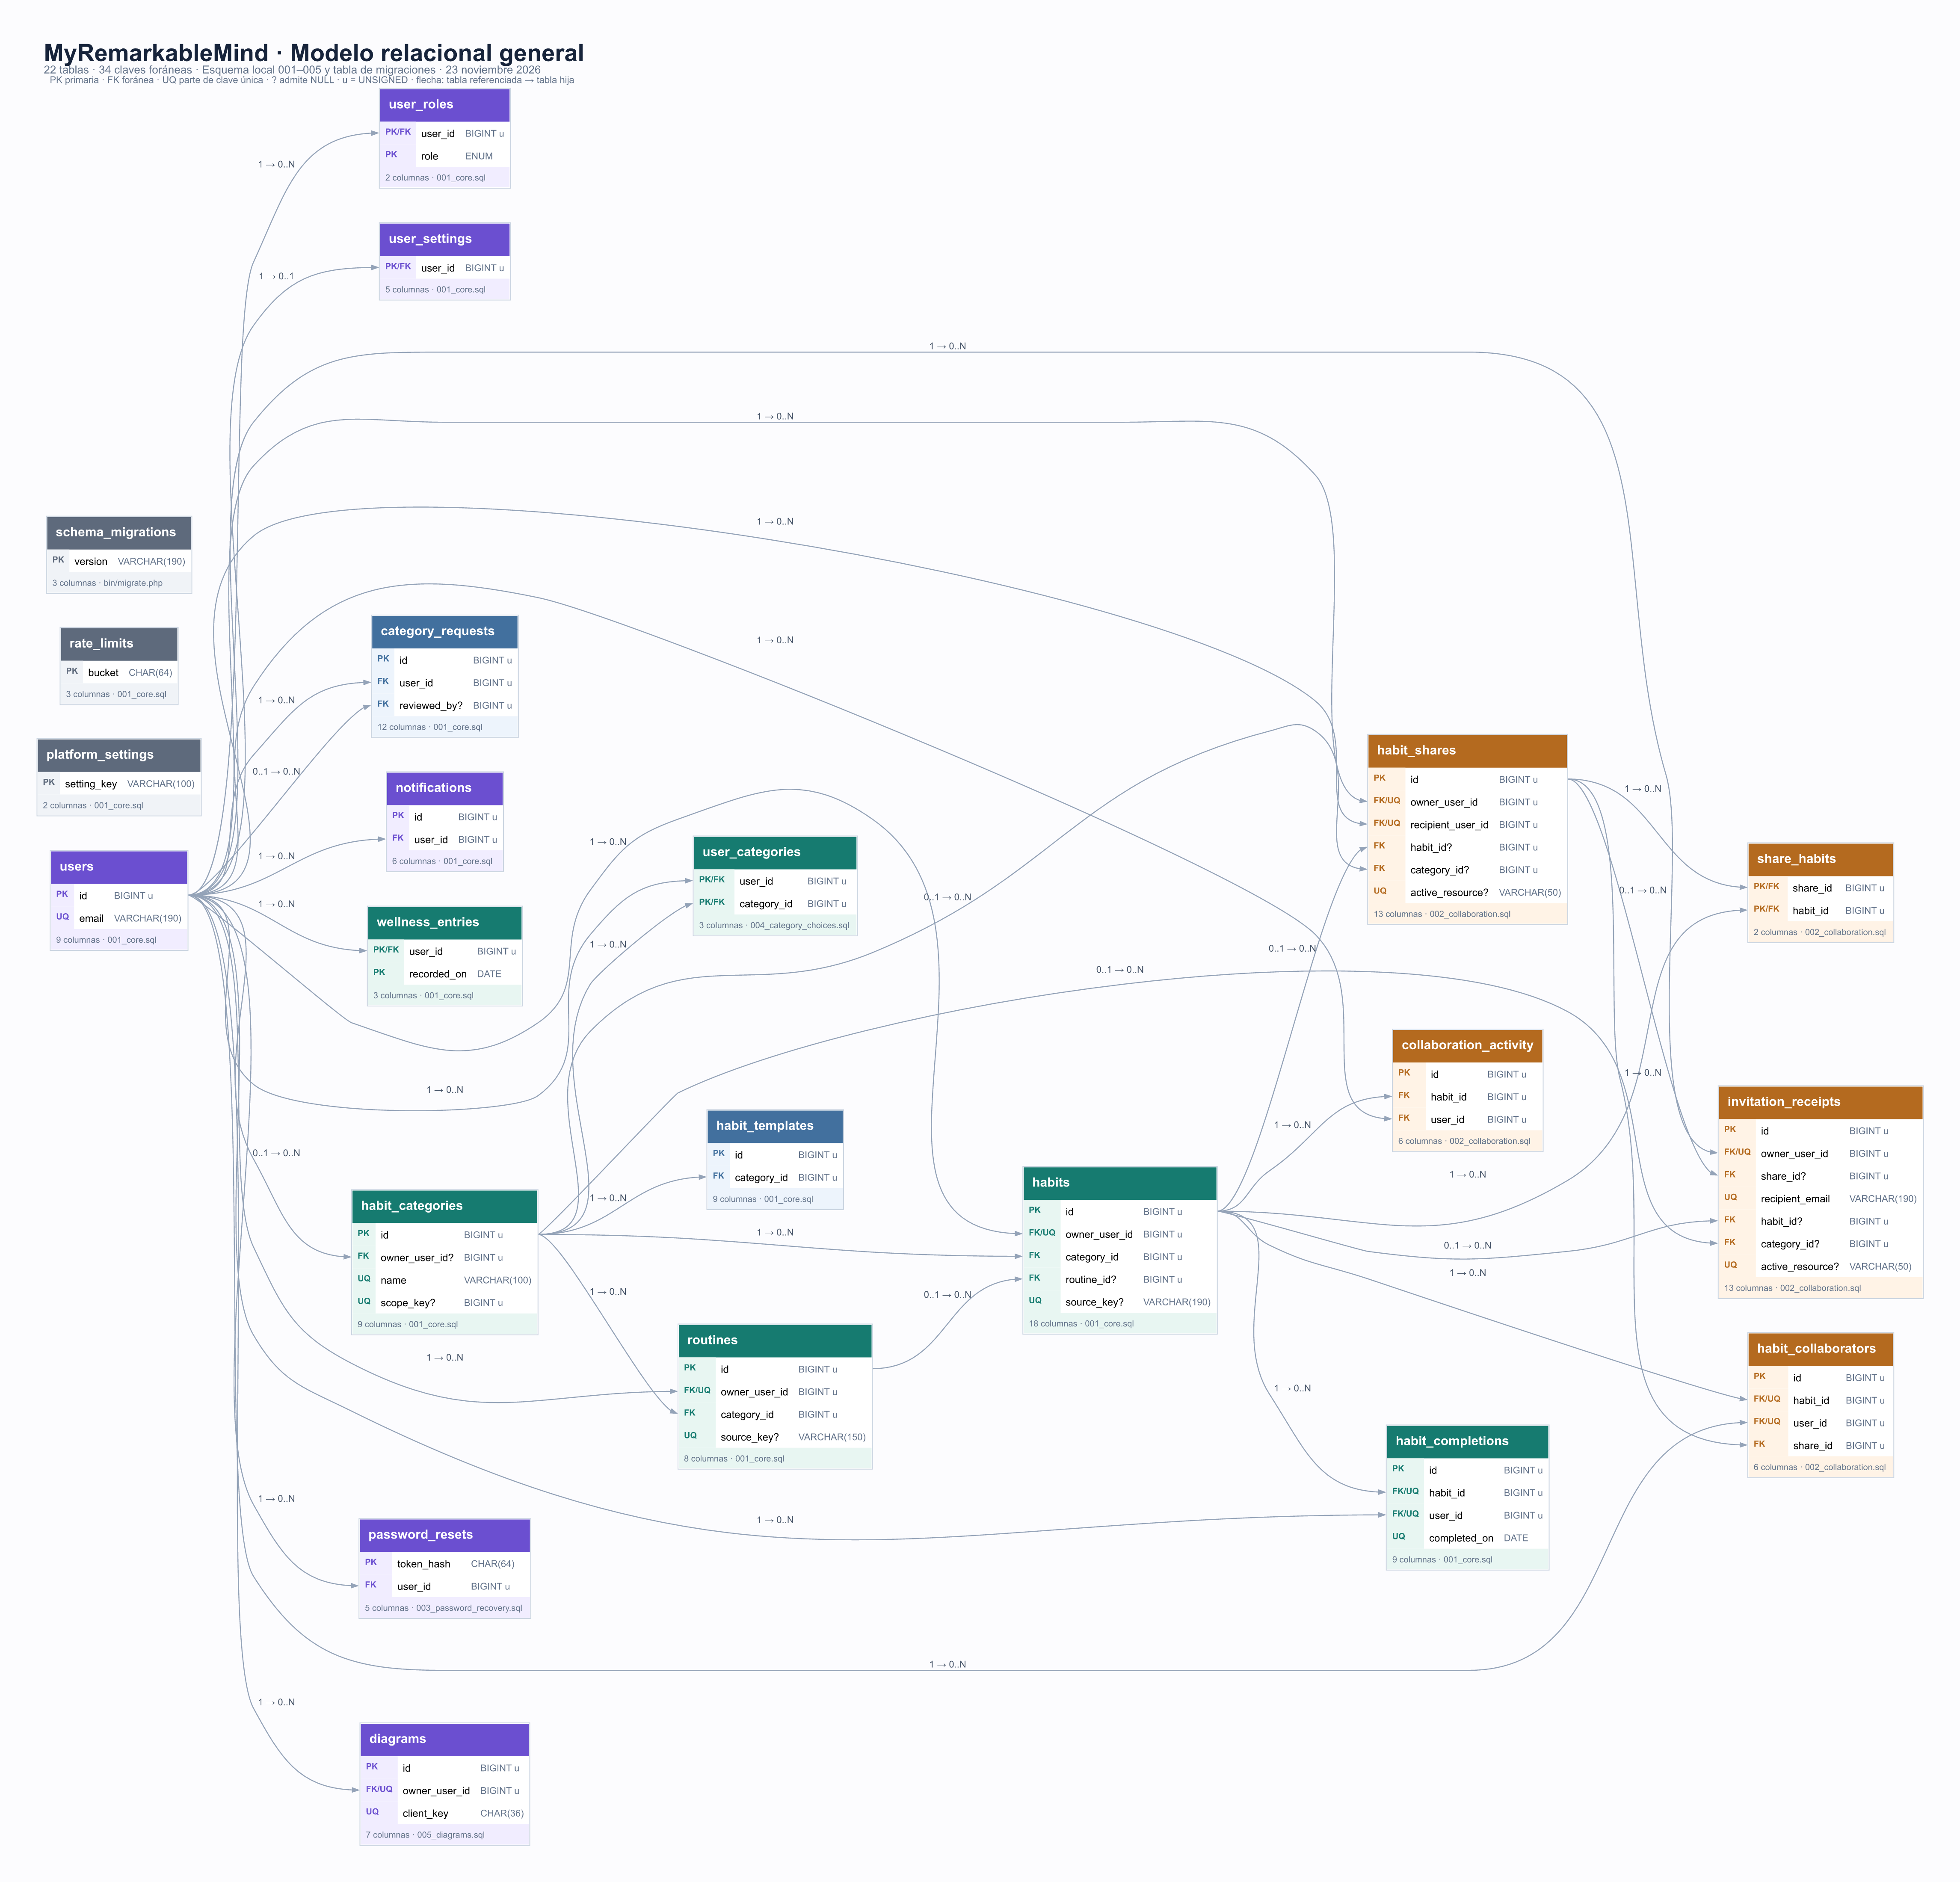 MyRemarkableMind · Modelo relacional general
22 tablas · 34 claves foráneas · Esquema local 001–005 y tabla de migraciones · 23 noviembre 2026
PK primaria · FK foránea · UQ parte de clave única · ? admite NULL · u = UNSIGNED · flecha: tabla referenciada → tabla hija
user_roles
PK/FK user_id BIGINT u
PK role ENUM
2 columnas · 001_core.sql
1 → 0..N
user_settings
PK/FK user_id BIGINT u
5 columnas · 001_core.sql
1 → 0..1
1 → 0..N
1 → 0..N
1 → 0..N
1 → 0..N
schema_migrations
PK version VARCHAR(190)
3 columnas · bin/migrate.php
rate_limits
PK bucket CHAR(64)
3 columnas · 001_core.sql
platform_settings
PK setting_key VARCHAR(100)
2 columnas · 001_core.sql
users
PK id BIGINT u
UQ email VARCHAR(190)
9 columnas · 001_core.sql
category_requests
PK id BIGINT u
FK user_id BIGINT u
FK reviewed_by? BIGINT u
12 columnas · 001_core.sql
1 → 0..N
0..1 → 0..N
notifications
PK id BIGINT u
FK user_id BIGINT u
6 columnas · 001_core.sql
1 → 0..N
1 → 0..N
wellness_entries
PK/FK user_id BIGINT u
PK recorded_on DATE
3 columnas · 001_core.sql
1 → 0..N
1 → 0..N
user_categories
PK/FK user_id BIGINT u
PK/FK category_id BIGINT u
3 columnas · 004_category_choices.sql
1 → 0..N
0..1 → 0..N
habit_shares
PK id BIGINT u
FK/UQ owner_user_id BIGINT u
FK/UQ recipient_user_id BIGINT u
FK habit_id? BIGINT u
FK category_id? BIGINT u
UQ active_resource? VARCHAR(50)
13 columnas · 002_collaboration.sql
1 → 0..N
0..1 → 0..N
share_habits
PK/FK share_id BIGINT u
PK/FK habit_id BIGINT u
2 columnas · 002_collaboration.sql
0..1 → 0..N
0..1 → 0..N
1 → 0..N
collaboration_activity
PK id BIGINT u
FK habit_id BIGINT u
FK user_id BIGINT u
6 columnas · 002_collaboration.sql
1 → 0..N
1 → 0..N
invitation_receipts
PK id BIGINT u
FK/UQ owner_user_id BIGINT u
FK share_id? BIGINT u
UQ recipient_email VARCHAR(190)
FK habit_id? BIGINT u
FK category_id? BIGINT u
UQ active_resource? VARCHAR(50)
13 columnas · 002_collaboration.sql
0..1 → 0..N
1 → 0..N
habit_templates
PK id BIGINT u
FK category_id BIGINT u
9 columnas · 001_core.sql
1 → 0..N
1 → 0..N
0..1 → 0..N
habit_categories
PK id BIGINT u
FK owner_user_id? BIGINT u
UQ name VARCHAR(100)
UQ scope_key? BIGINT u
9 columnas · 001_core.sql
1 → 0..N
1 → 0..N
habits
PK id BIGINT u
FK/UQ owner_user_id BIGINT u
FK category_id BIGINT u
FK routine_id? BIGINT u
UQ source_key? VARCHAR(190)
18 columnas · 001_core.sql
0..1 → 0..N
routines
PK id BIGINT u
FK/UQ owner_user_id BIGINT u
FK category_id BIGINT u
UQ source_key? VARCHAR(150)
8 columnas · 001_core.sql
1 → 0..N
habit_collaborators
PK id BIGINT u
FK/UQ habit_id BIGINT u
FK/UQ user_id BIGINT u
FK share_id BIGINT u
6 columnas · 002_collaboration.sql
habit_completions
PK id BIGINT u
FK/UQ habit_id BIGINT u
FK/UQ user_id BIGINT u
UQ completed_on DATE
9 columnas · 001_core.sql
1 → 0..N
1 → 0..N
password_resets
PK token_hash CHAR(64)
FK user_id BIGINT u
5 columnas · 003_password_recovery.sql
1 → 0..N
1 → 0..N
diagrams
PK id BIGINT u
FK/UQ owner_user_id BIGINT u
UQ client_key CHAR(36)
7 columnas · 005_diagrams.sql